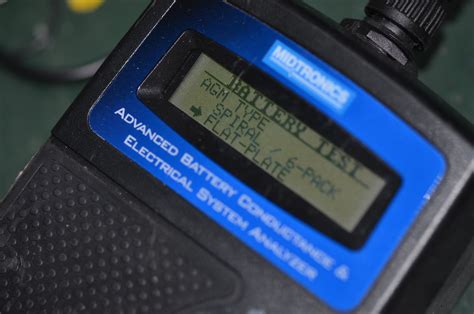 MIDTRONICS
BATTERY TEST
AGM TYPE
SPIRAL / 6-PACK
FLAT-PLATE
ADVANCED BATTERY CONDUCTANCE &
ELECTRICAL SYSTEM ANALYZER